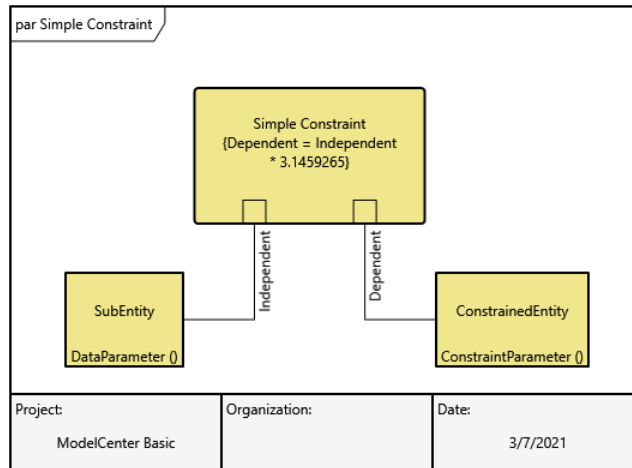 par Simple Constraint
Simple Constraint
{Dependent = Independent
* 3.1459265}
Independent
Dependent
SubEntity
DataParameter ()
ConstrainedEntity
ConstraintParameter ()
Project:
ModelCenter Basic
Organization:
Date:
3/7/2021